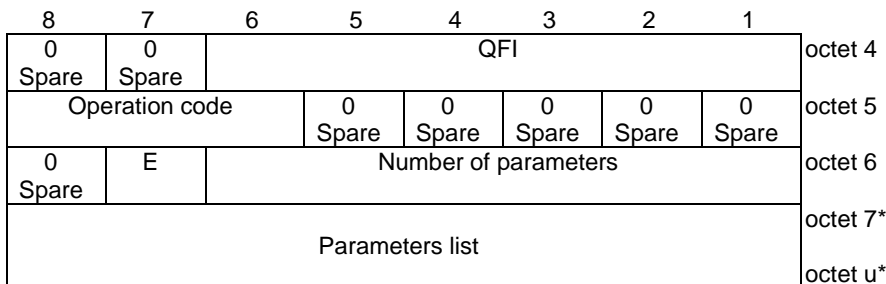 8 7 6 5 4 3 2 1
0 0 QFI octet 4
Spare Spare
Operation code 0 0 0 0 0 octet 5
Spare Spare Spare Spare Spare
0 E Number of parameters octet 6
Spare
octet 7*
Parameters list
octet u*